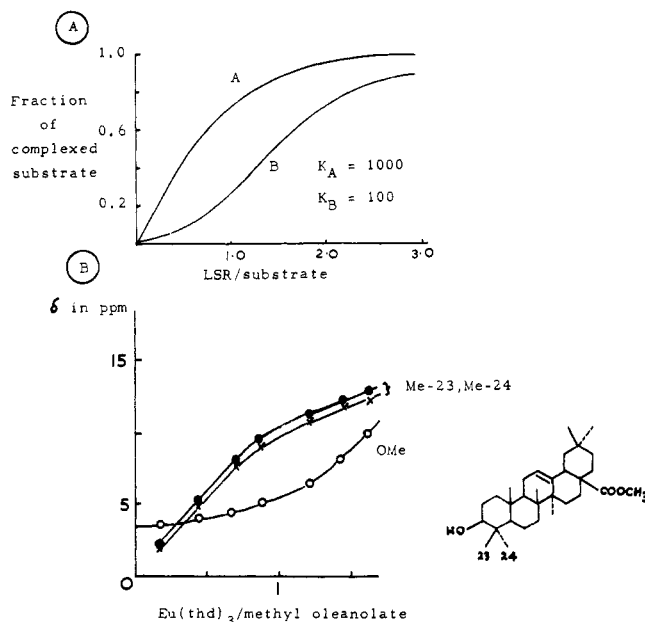 A
1.0
Fraction
of
complexed
substrate
0.6
0.2
A
B
K_A = 1000
K_B = 100
1.0
2.0
3.0
LSR/substrate
B
δ in ppm
15
5
0
Me-23,Me-24
OMe
1
Eu(thd)3/methyl oleanolate
HO
23 24
COOCH3